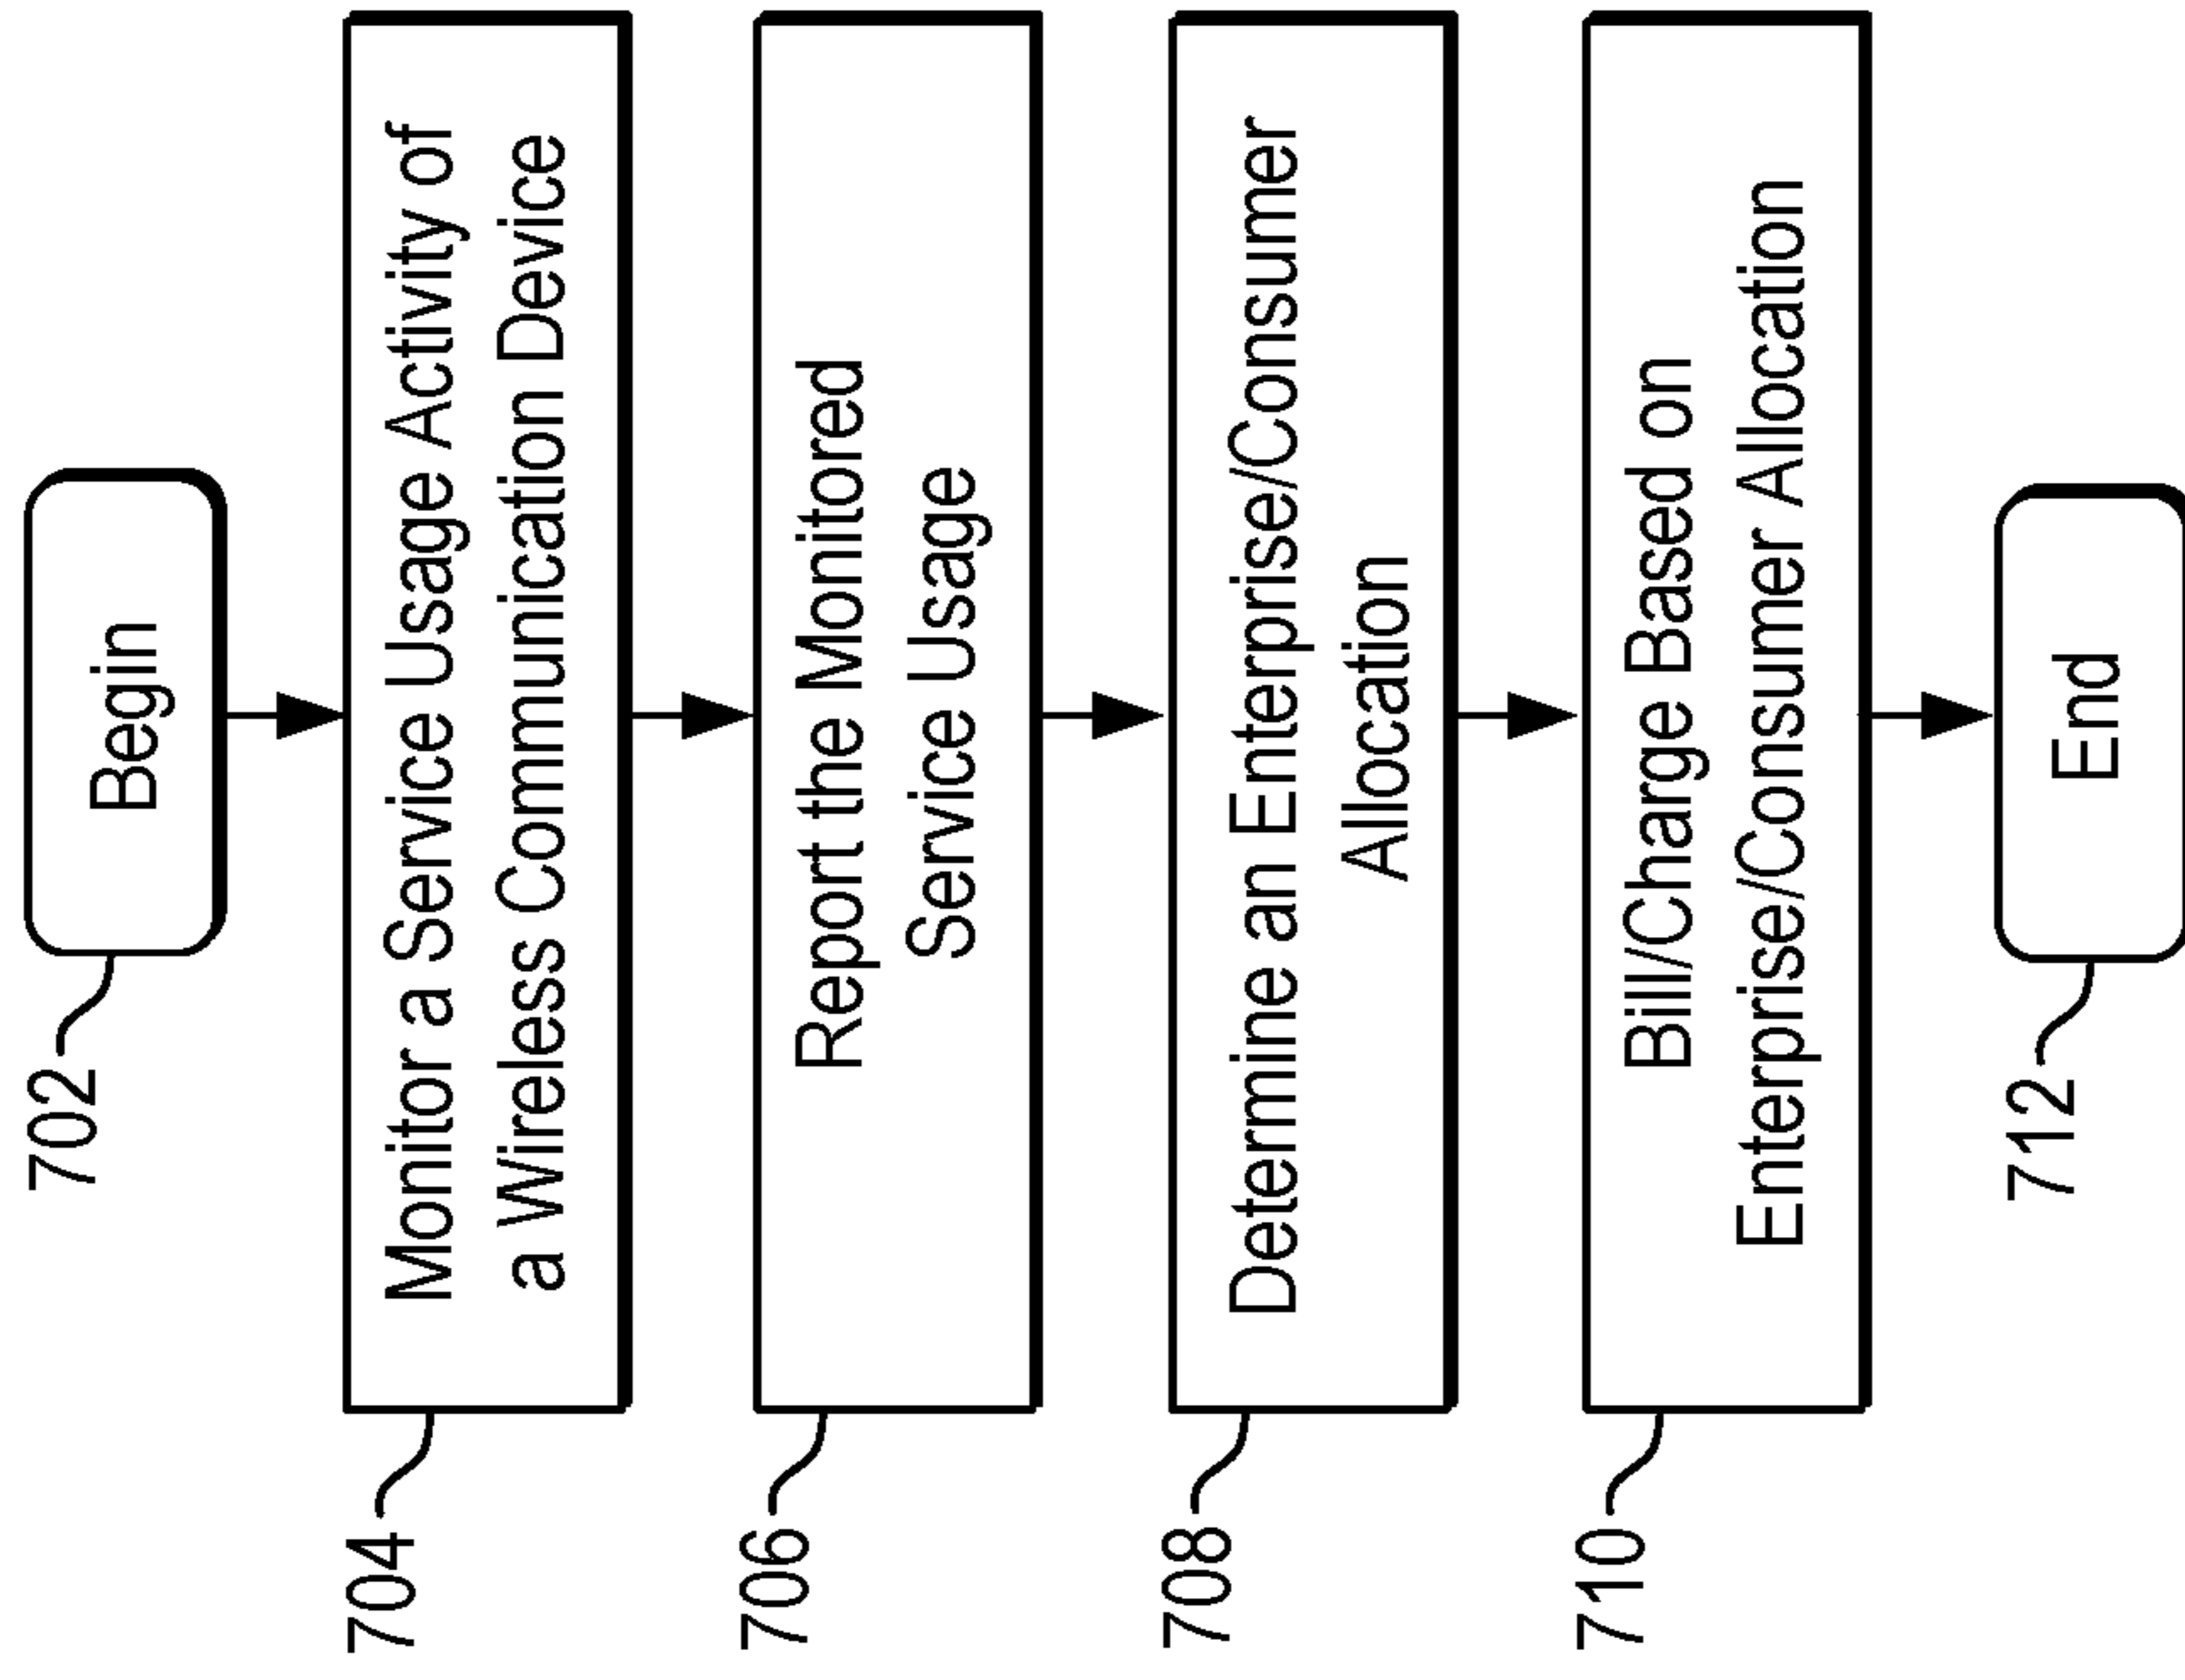 Begin
702
Monitor a Service Usage Activity of
a Wireless Communication Device
704
Report the Monitored
Service Usage
706
Determine an Enterprise/Consumer
Allocation
708
Bill/Charge Based on
Enterprise/Consumer Allocation
710
End
712